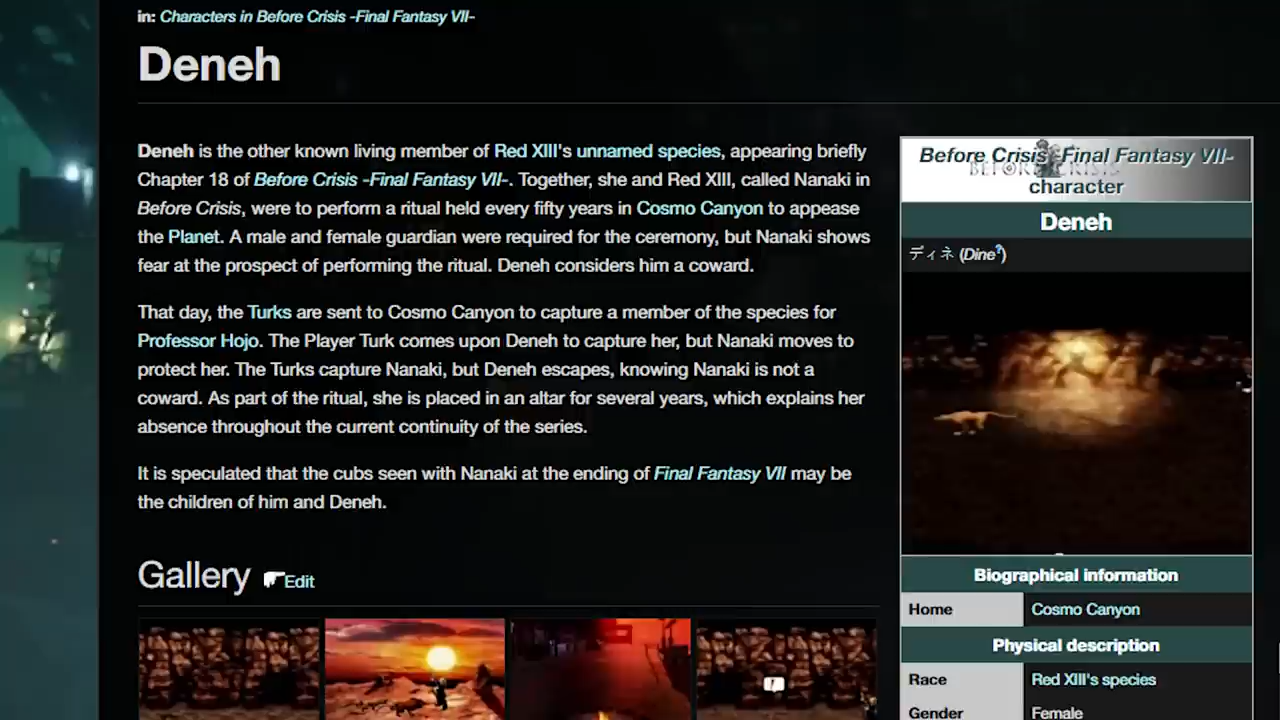 in: Characters in Before Crisis -Final Fantasy VII-
Deneh
Deneh is the other known living member of Red XIII's unnamed species, appearing briefly
Chapter 18 of Before Crisis -Final Fantasy VII-. Together, she and Red XIII, called Nanaki in
Before Crisis, were to perform a ritual held every fifty years in Cosmo Canyon to appease
the Planet. A male and female guardian were required for the ceremony, but Nanaki shows
fear at the prospect of performing the ritual. Deneh considers him a coward.
That day, the Turks are sent to Cosmo Canyon to capture a member of the species for
Professor Hojo. The Player Turk comes upon Deneh to capture her, but Nanaki moves to
protect her. The Turks capture Nanaki, but Deneh escapes, knowing Nanaki is not a
coward. As part of the ritual, she is placed in an altar for several years, which explains her
absence throughout the current continuity of the series.
It is speculated that the cubs seen with Nanaki at the ending of Final Fantasy VII may be
the children of him and Deneh.
Gallery Edit
Before Crisis -Final Fantasy VII-
BEFORE CRISIS
character
Deneh
ディネ (Dine?)
Biographical information
Home Cosmo Canyon
Physical description
Race Red XIII's species
Gender Female